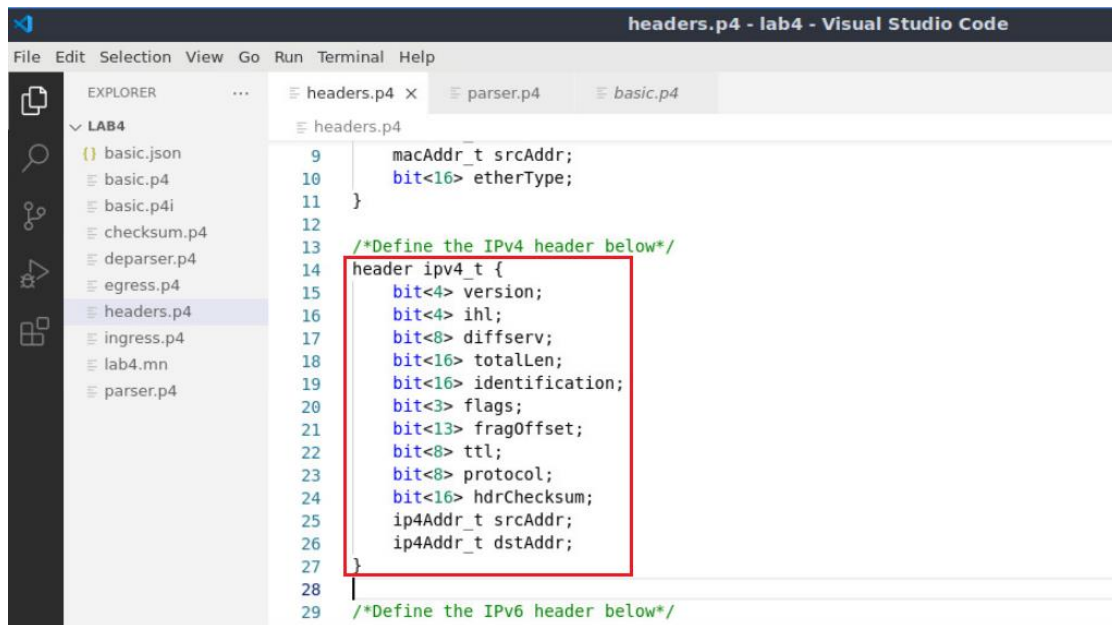 headers.p4 - lab4 - Visual Studio Code
File Edit Selection View Go Run Terminal Help
EXPLORER ...
LAB4
{} basic.json
basic.p4
basic.p4i
checksum.p4
deparser.p4
egress.p4
headers.p4
ingress.p4
lab4.mn
parser.p4
headers.p4 × parser.p4 basic.p4
headers.p4
9 macAddr_t srcAddr;
10 bit<16> etherType;
11 }
12
13 /*Define the IPv4 header below*/
14 header ipv4_t {
15 bit<4> version;
16 bit<4> ihl;
17 bit<8> diffserv;
18 bit<16> totalLen;
19 bit<16> identification;
20 bit<3> flags;
21 bit<13> fragOffset;
22 bit<8> ttl;
23 bit<8> protocol;
24 bit<16> hdrChecksum;
25 ip4Addr_t srcAddr;
26 ip4Addr_t dstAddr;
27 }
28
29 /*Define the IPv6 header below*/